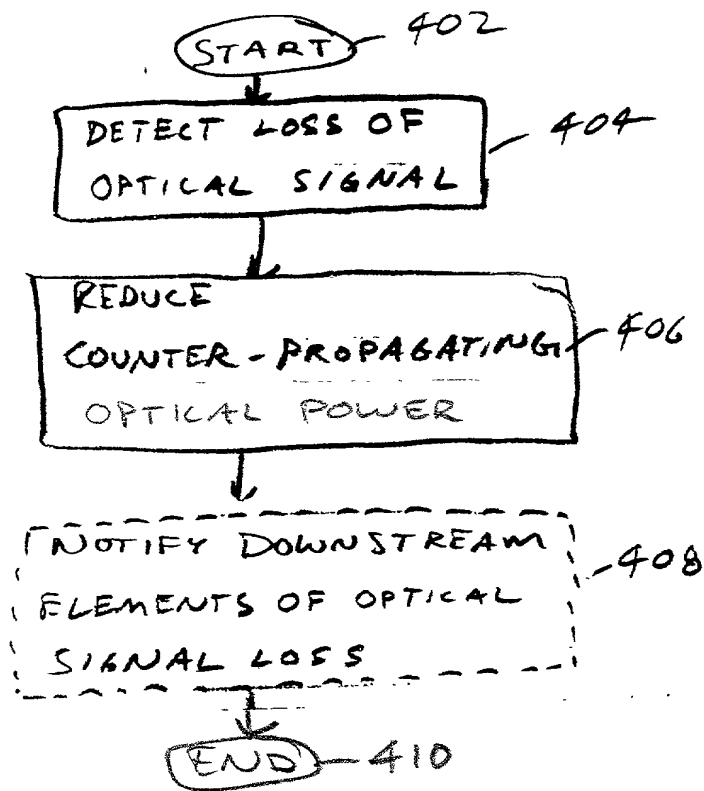 START 402
DETECT LOSS OF
OPTICAL SIGNAL
404
REDUCE
COUNTER-PROPAGATING
OPTICAL POWER
406
NOTIFY DOWNSTREAM
ELEMENTS OF OPTICAL
SIGNAL LOSS
408
END 410